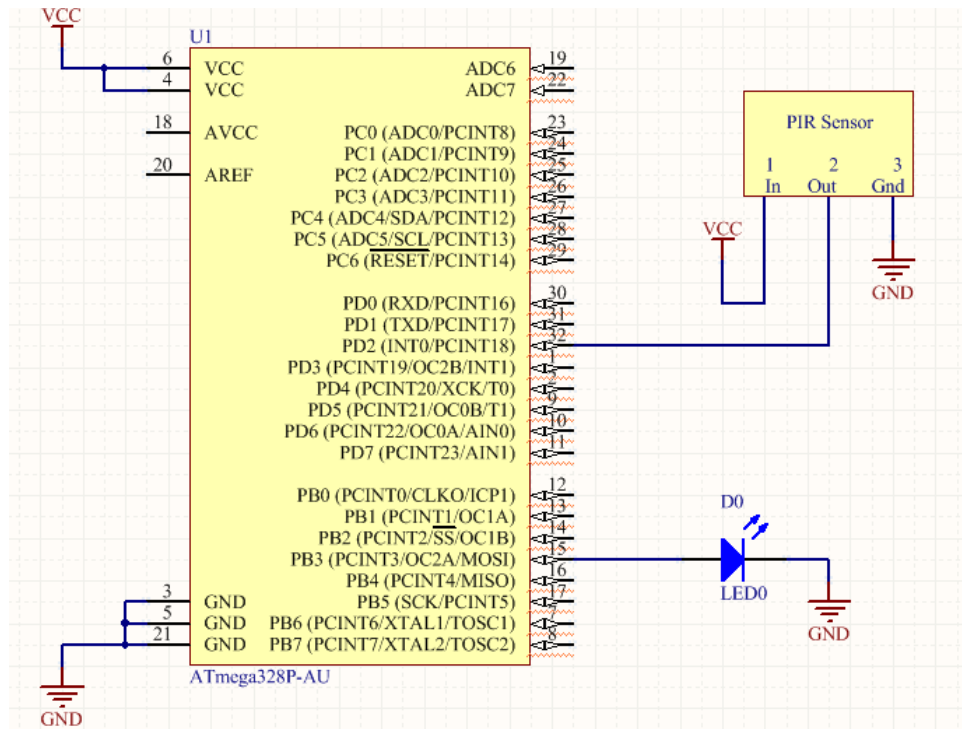 VCC
U1
6 VCC ADC6 19
4 VCC ADC7 22
18 AVCC PC0 (ADC0/PCINT8) 23
PC1 (ADC1/PCINT9) 24
20 AREF PC2 (ADC2/PCINT10) 25
PC3 (ADC3/PCINT11) 26
PC4 (ADC4/SDA/PCINT12) 27
PC5 (ADC5/SCL/PCINT13) 28
PC6 (RESET/PCINT14) 29
PD0 (RXD/PCINT16) 30
PD1 (TXD/PCINT17) 31
PD2 (INT0/PCINT18) 32
PD3 (PCINT19/OC2B/INT1) 1
PD4 (PCINT20/XCK/T0) 2
PD5 (PCINT21/OC0B/T1) 9
PD6 (PCINT22/OC0A/AIN0) 10
PD7 (PCINT23/AIN1) 11
PB0 (PCINT0/CLKO/ICP1) 12
PB1 (PCINT1/OC1A) 13
PB2 (PCINT2/SS/OC1B) 14
PB3 (PCINT3/OC2A/MOSI) 15
PB4 (PCINT4/MISO) 16
3 GND PB5 (SCK/PCINT5) 17
5 GND PB6 (PCINT6/XTAL1/TOSC1) 7
21 GND PB7 (PCINT7/XTAL2/TOSC2) 8
ATmega328P-AU
GND
PIR Sensor
1 2 3
In Out Gnd
VCC
GND
D0
LED0
GND